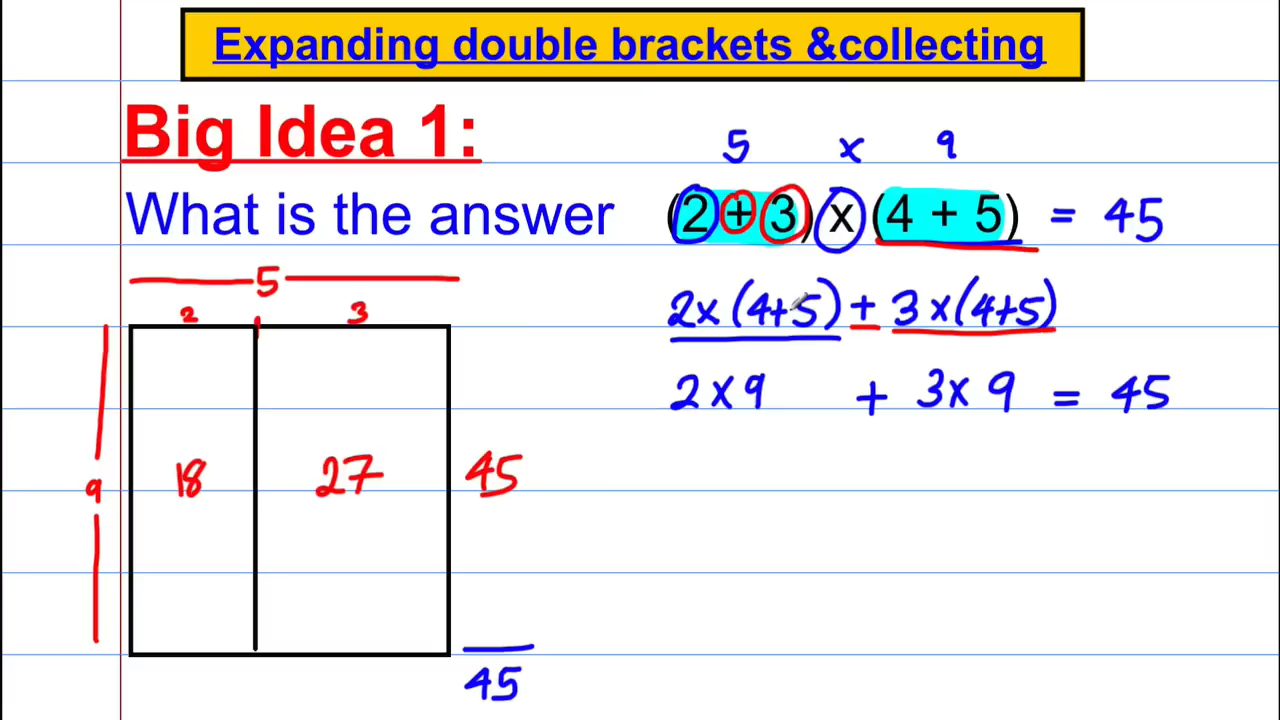 Expanding double brackets &collecting
Big Idea 1:
5 x 9
What is the answer (2 + 3) x (4 + 5) = 45
5
2 3
2x(4+5) + 3x(4+5)
2x9 + 3x9 = 45
9 18 27 45
45